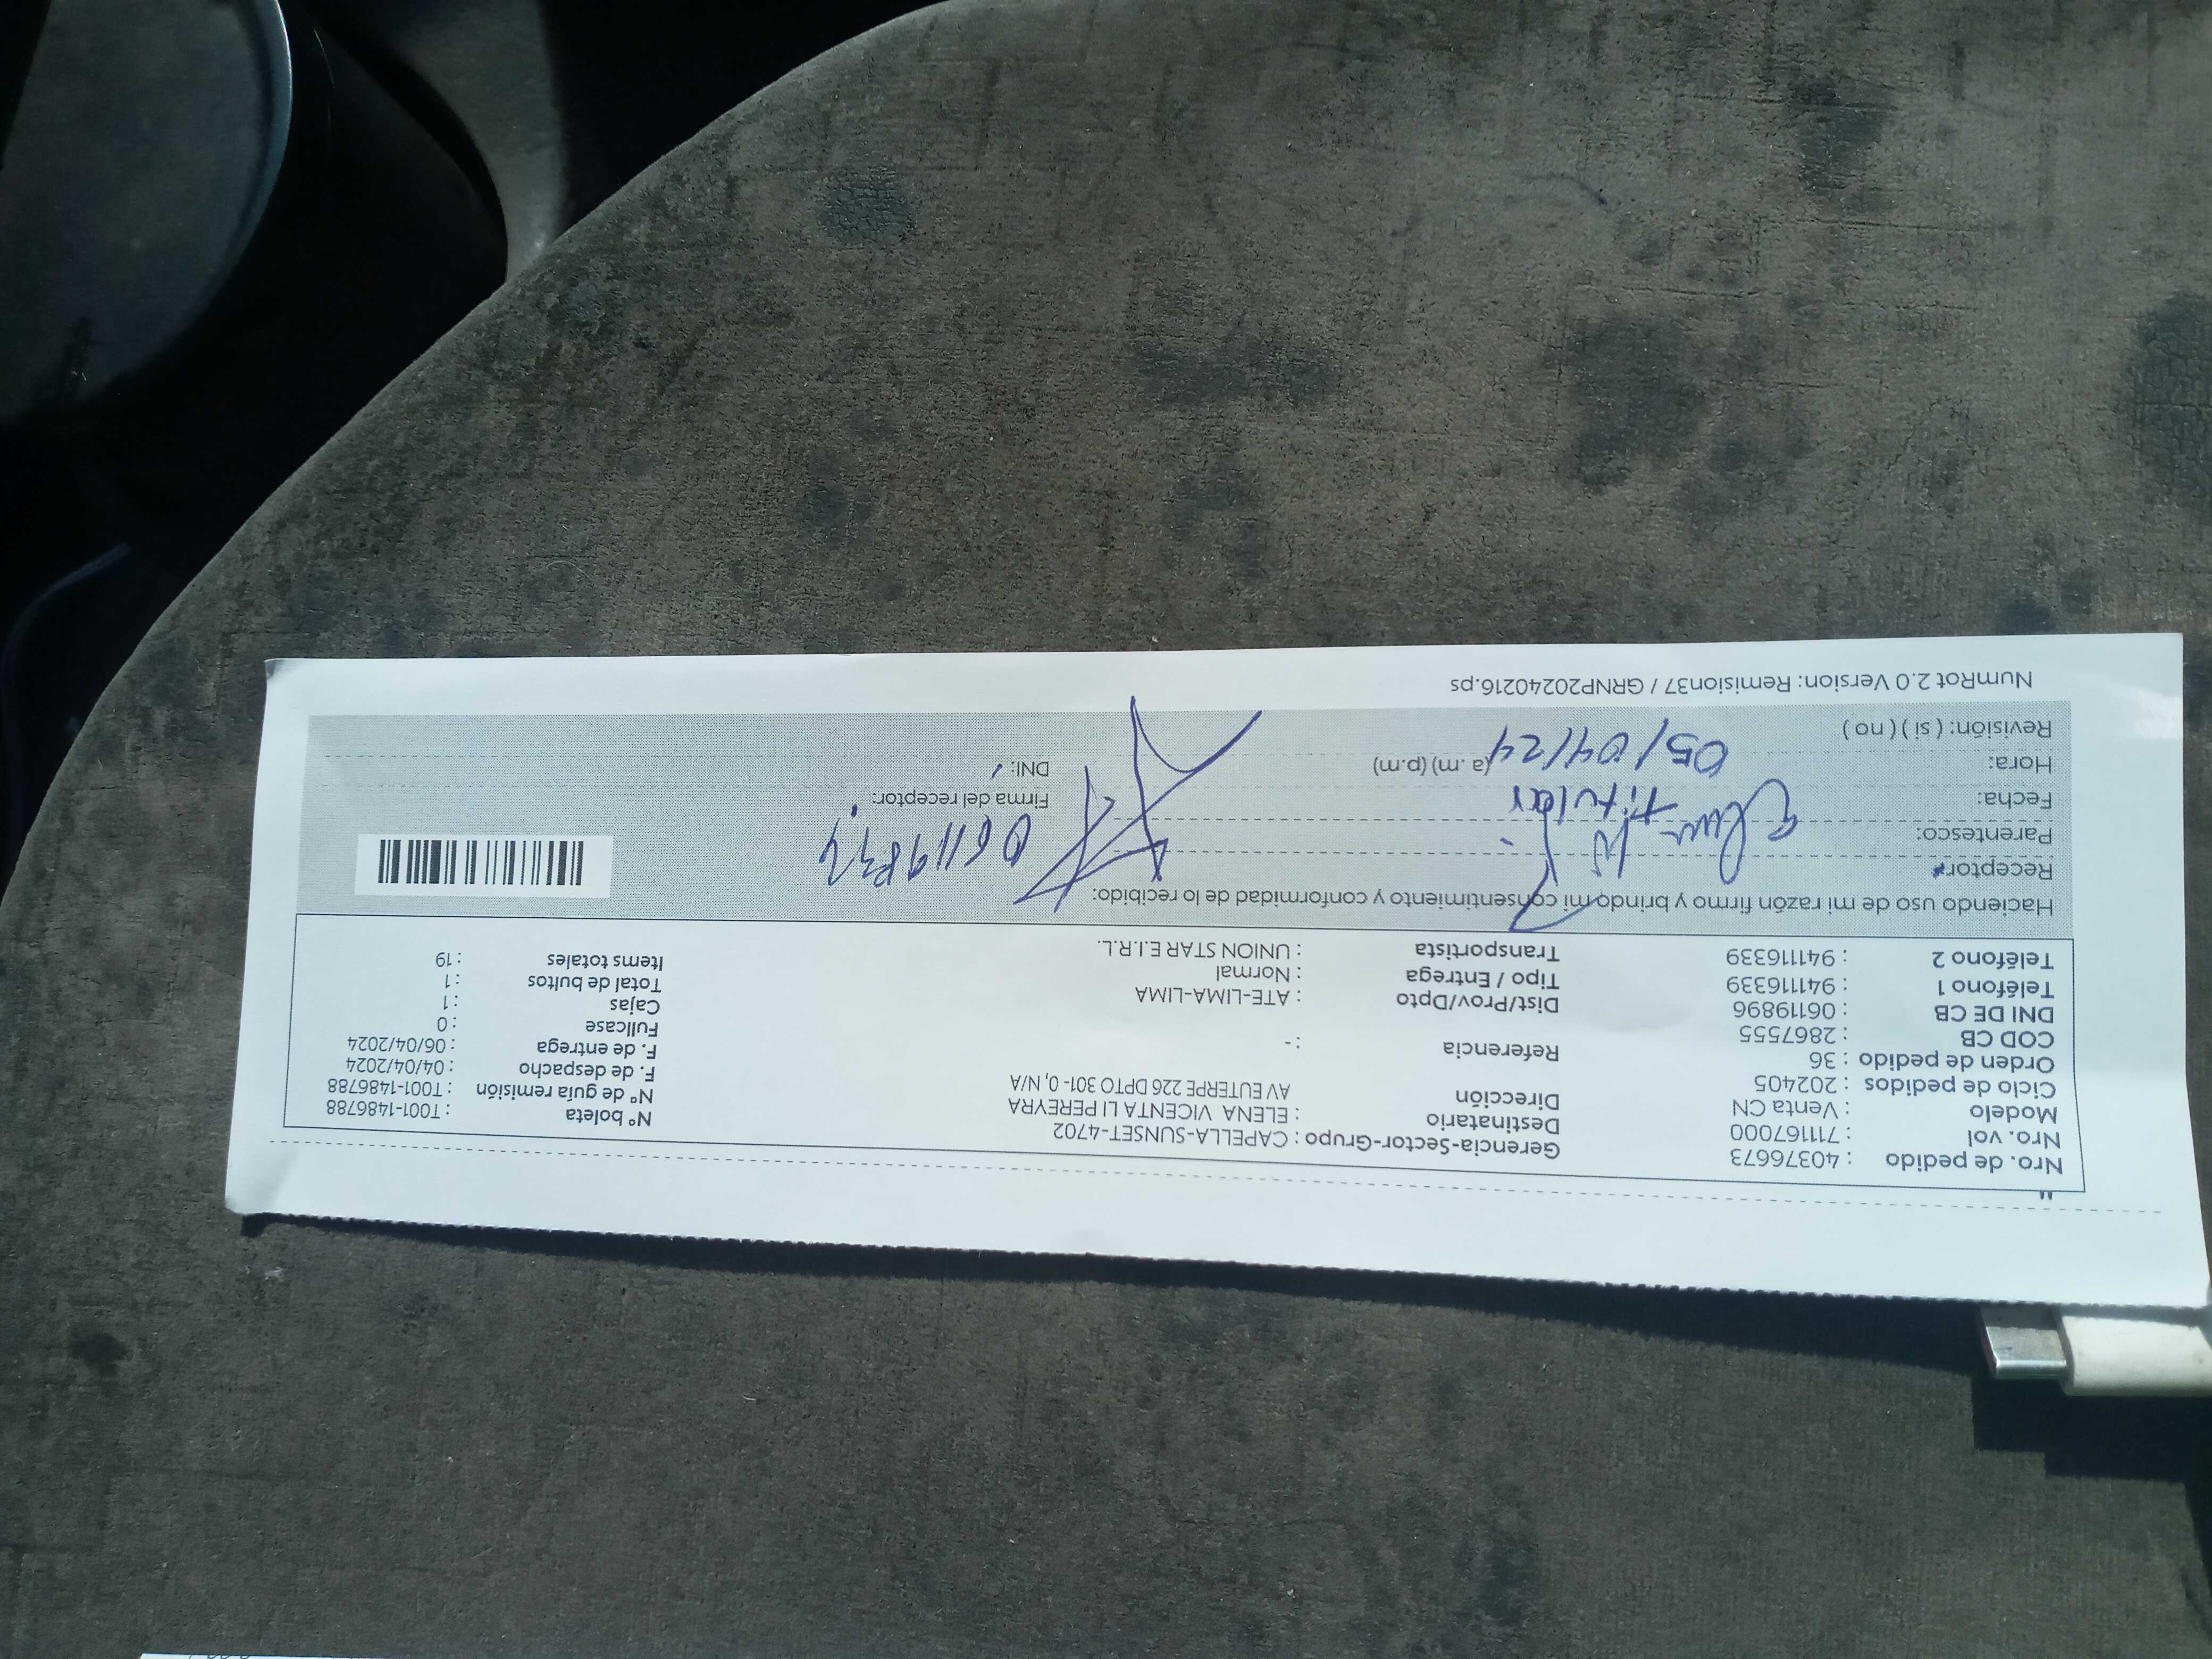 Nro. de pedido : 40376673 Gerencia-Sector-Grupo : CAPELLA-SUNSET-4702 N° boleta : T001-1486788
Nro. vol : 711167000 Destinatario : ELENA VICENTA LI PEREYRA N° de guía remisión : T001-1486788
Modelo : Venta CN Dirección AV EUTERPE 226 DPTO 301- 0, N/A F. de despacho : 04/04/2024
Ciclo de pedidos : 202405 F. de entrega : 06/04/2024
Orden de pedido : 36 Referencia : - Fullcase : 0
COD CB : 2867555 Cajas : 1
DNI DE CB : 06119896 Dist/Prov/Dpto : ATE-LIMA-LIMA Total de bultos : 1
Teléfono 1 : 941116339 Tipo / Entrega : Normal Items totales : 19
Teléfono 2 : 941116339 Transportista : UNION STAR E.I.R.L.
Haciendo uso de mi razón firmo y brindo mi consentimiento y conformidad de lo recibido:
Receptor:
Parentesco: titular
Fecha: 05/04/24 Firma del receptor:
Hora: (a. m) (p.m) DNI:
Revisión: ( si ) ( no )
NumRot 2.0 Version: Remision37 / GRNP20240216.ps